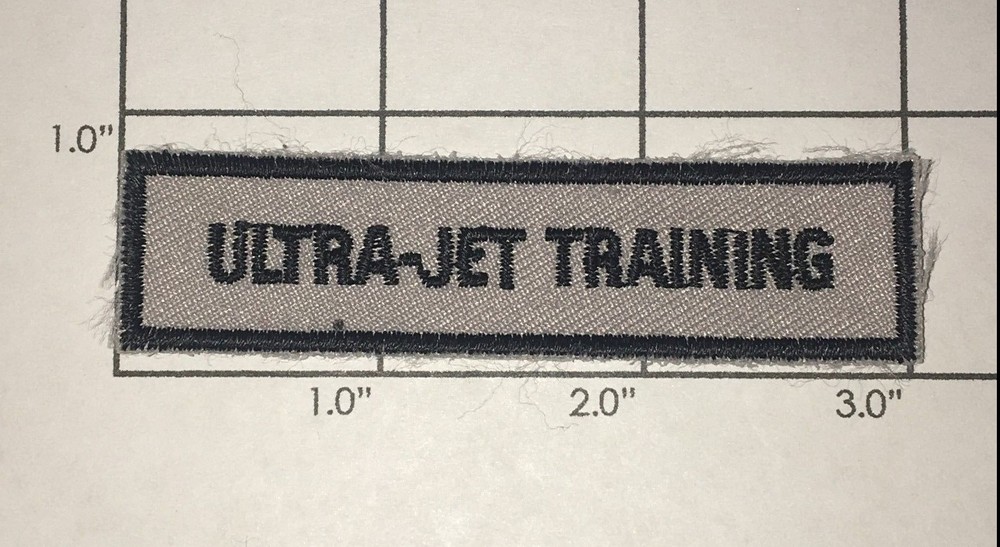 1.0”
ULTRA-JET TRAINING
1.0” 2.0” 3.0”